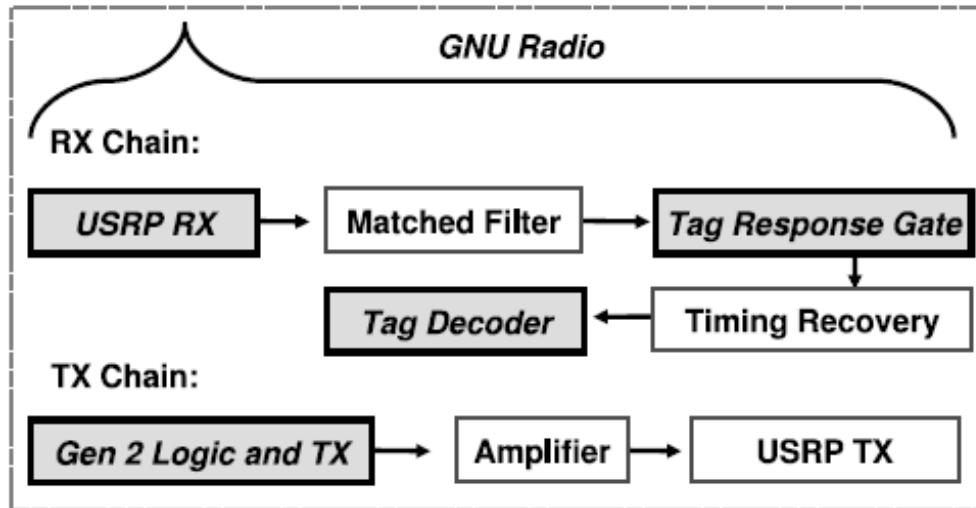 GNU Radio
RX Chain:
USRP RX
Matched Filter
Tag Response Gate
Tag Decoder
Timing Recovery
TX Chain:
Gen 2 Logic and TX
Amplifier
USRP TX